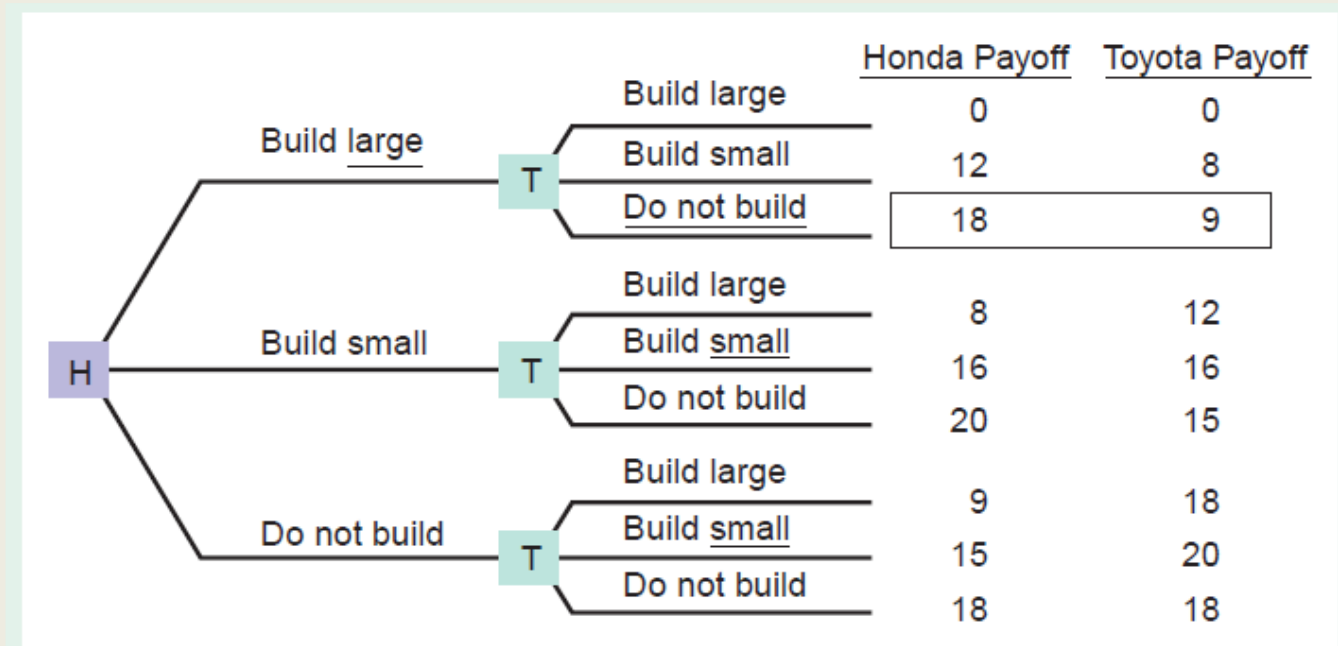 Honda Payoff Toyota Payoff
Build large 0 0
Build large
T
Build small 12 8
Do not build 18 9
Build large 8 12
H
Build small
T
Build small 16 16
Do not build 20 15
Build large 9 18
Do not build
T
Build small 15 20
Do not build 18 18